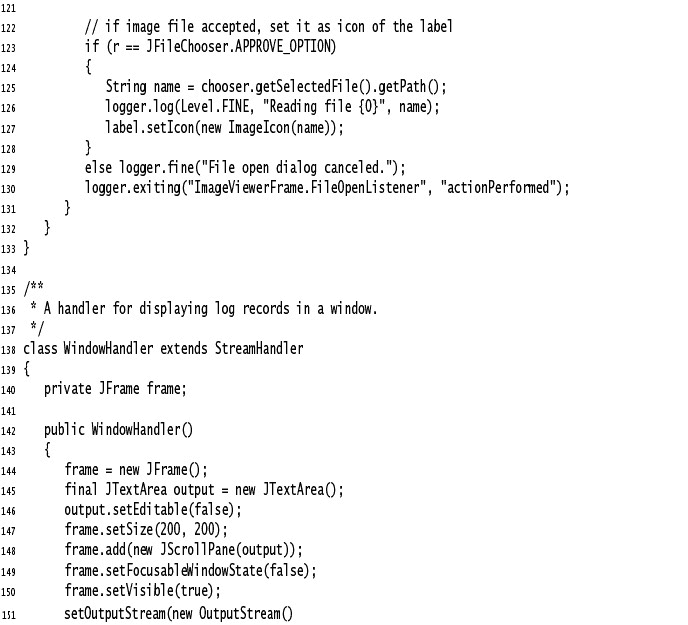 121
122          // if image file accepted, set it as icon of the label
123          if (r == JFileChooser.APPROVE_OPTION)
124          {
125             String name = chooser.getSelectedFile().getPath();
126             logger.log(Level.FINE, "Reading file {0}", name);
127             label.setIcon(new ImageIcon(name));
128          }
129          else logger.fine("File open dialog canceled.");
130          logger.exiting("ImageViewerFrame.FileOpenListener", "actionPerformed");
131       }
132    }
133 }
134
135 /**
136  * A handler for displaying log records in a window.
137  */
138 class WindowHandler extends StreamHandler
139 {
140    private JFrame frame;
141
142    public WindowHandler()
143    {
144       frame = new JFrame();
145       final JTextArea output = new JTextArea();
146       output.setEditable(false);
147       frame.setSize(200, 200);
148       frame.add(new JScrollPane(output));
149       frame.setFocusableWindowState(false);
150       frame.setVisible(true);
151       setOutputStream(new OutputStream()